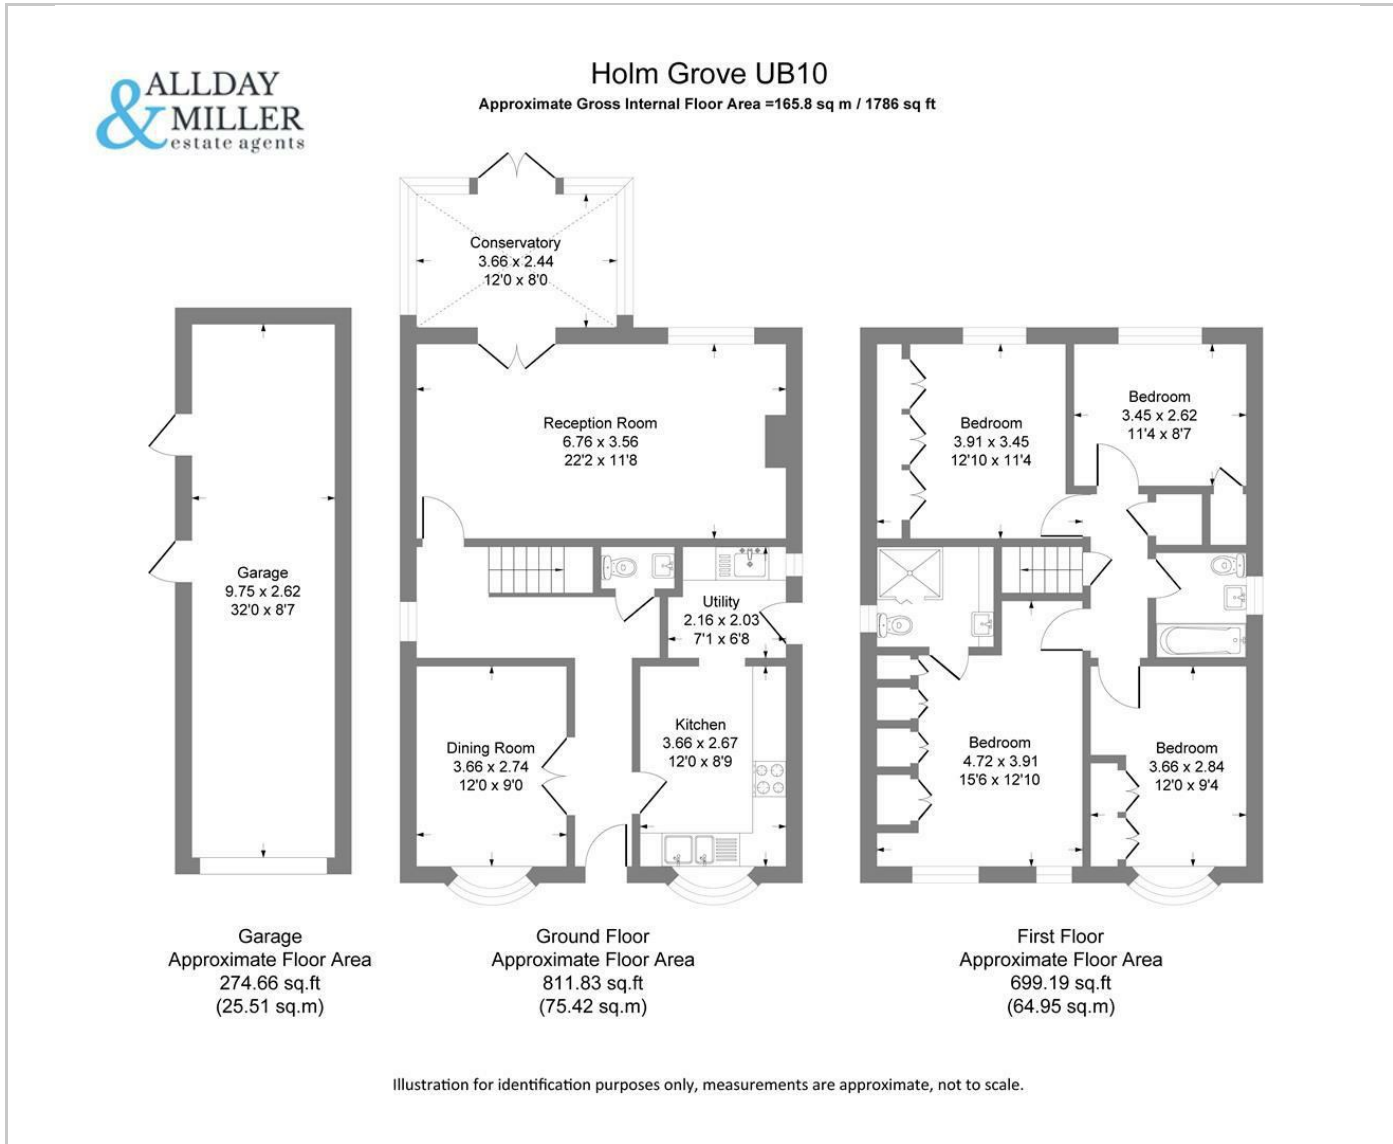 & ALLDAY
MILLER
estate agents
Holm Grove UB10
Approximate Gross Internal Floor Area =165.8 sq m / 1786 sq ft
Conservatory
3.66 x 2.44
12'0 x 8'0
Reception Room
6.76 x 3.56
22'2 x 11'8
Garage
9.75 x 2.62
32'0 x 8'7
Utility
2.16 x 2.03
7'1 x 6'8
Dining Room
3.66 x 2.74
12'0 x 9'0
Kitchen
3.66 x 2.67
12'0 x 8'9
Bedroom
3.91 x 3.45
12'10 x 11'4
Bedroom
3.45 x 2.62
11'4 x 8'7
Bedroom
4.72 x 3.91
15'6 x 12'10
Bedroom
3.66 x 2.84
12'0 x 9'4
Garage
Approximate Floor Area
274.66 sq.ft
(25.51 sq.m)
Ground Floor
Approximate Floor Area
811.83 sq.ft
(75.42 sq.m)
First Floor
Approximate Floor Area
699.19 sq.ft
(64.95 sq.m)
Illustration for identification purposes only, measurements are approximate, not to scale.